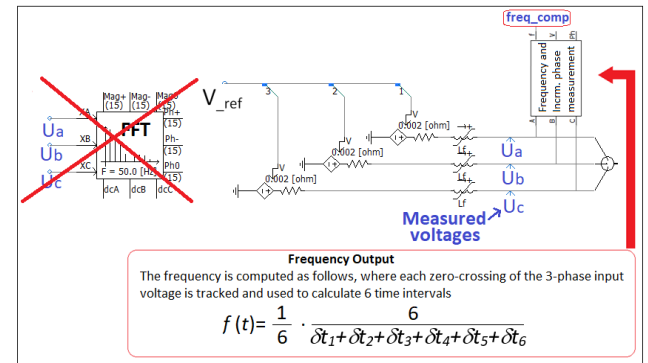 freq_comp
f
V
Ph
Frequency and
Incrm. phase
measurement
A
B
C
Mag+ Mag- Mag0
(15) (15) (15)
XA
XB
XC
FFT
Ph+
(15)
Ph-
(15)
Ph0
(15)
F = 50.0 [Hz]
dcA dcB dcC
Ua
Ub
Uc
V_ref
3
2
1
V
0.002 [ohm]
Lf
V
0.002 [ohm]
Lf
V
0.002 [ohm]
Lf
Ua
Ub
Uc
Measured
voltages
Frequency Output
The frequency is computed as follows, where each zero-crossing of the 3-phase input
voltage is tracked and used to calculate 6 time intervals
f (t)= 1/6 · 6/(δt₁+δt₂+δt₃+δt₄+δt₅+δt₆)